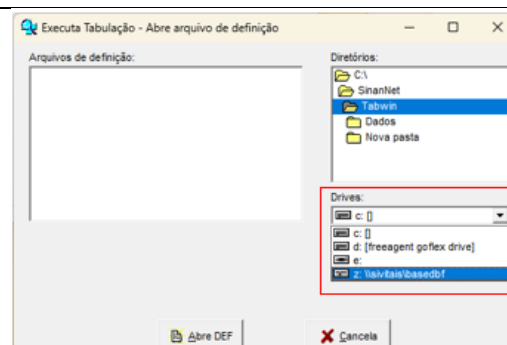 Executa Tabulação - Abre arquivo de definição
Arquivos de definição:
Diretórios:
C:\
SinanNet
Tabwin
Dados
Nova pasta
Drives:
c: []
c: []
d: [freeagent goflex drive]
e:
z: \\sivitais\basedbf
Abre DEF
Cancela